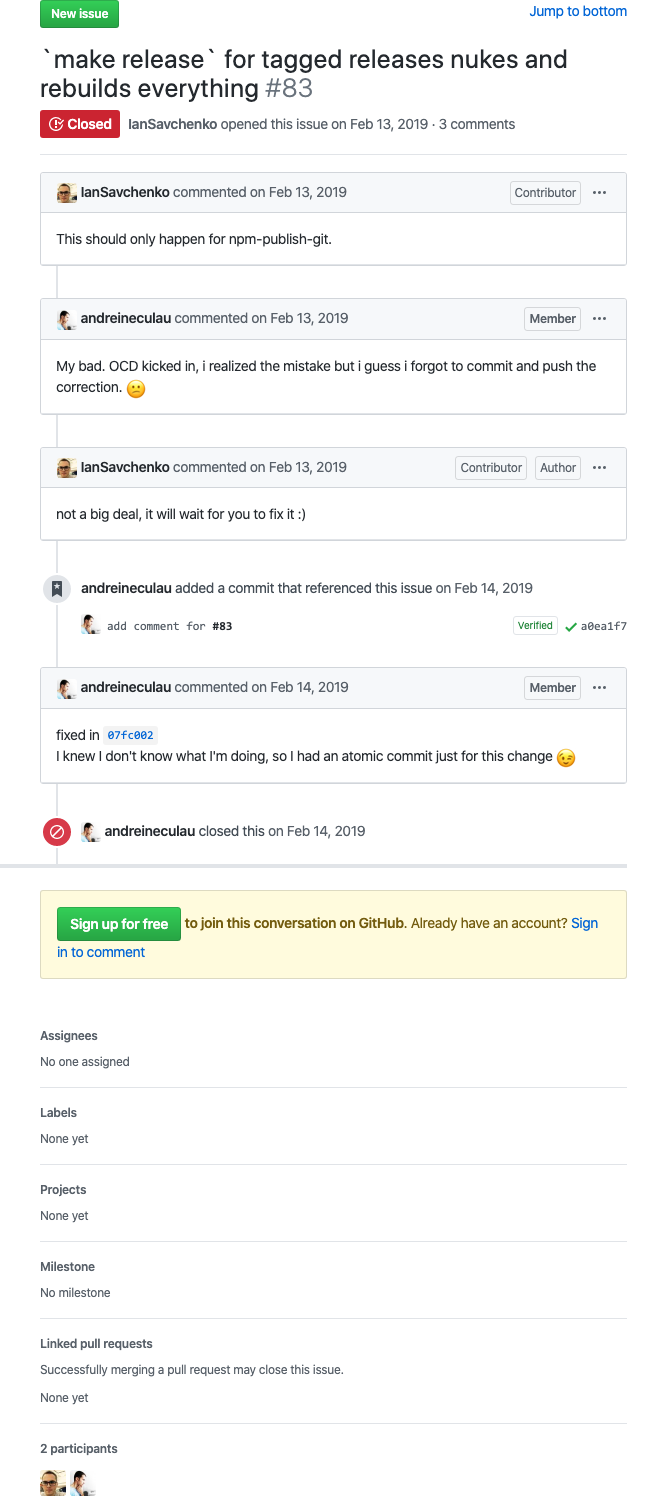 New issue
Jump to bottom
`make release` for tagged releases nukes and
rebuilds everything #83
Closed
IanSavchenko opened this issue on Feb 13, 2019 · 3 comments
IanSavchenko commented on Feb 13, 2019
Contributor
This should only happen for npm-publish-git.
andreineculau commented on Feb 13, 2019
Member
My bad. OCD kicked in, i realized the mistake but i guess i forgot to commit and push the
correction. 😕
IanSavchenko commented on Feb 13, 2019
Contributor
Author
not a big deal, it will wait for you to fix it :)
andreineculau added a commit that referenced this issue on Feb 14, 2019
add comment for #83
Verified
a0ea1f7
andreineculau commented on Feb 14, 2019
Member
fixed in 07fc002
I knew I don't know what I'm doing, so I had an atomic commit just for this change 😉
andreineculau closed this on Feb 14, 2019
Sign up for free to join this conversation on GitHub. Already have an account? Sign
in to comment
Assignees
No one assigned
Labels
None yet
Projects
None yet
Milestone
No milestone
Linked pull requests
Successfully merging a pull request may close this issue.
None yet
2 participants